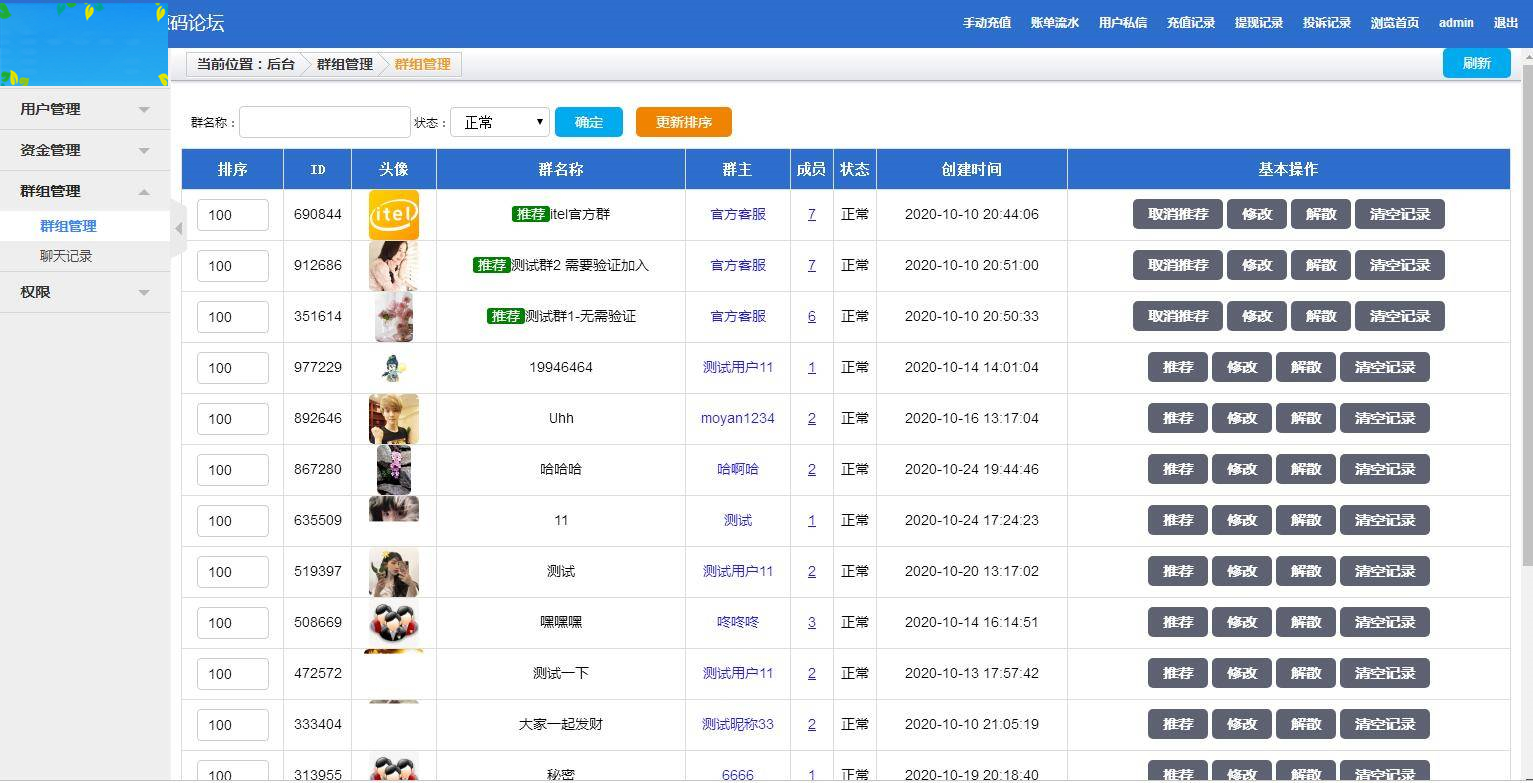 码论坛 手动充值 账单流水 用户私信 充值记录 提现记录 投诉记录 浏览首页 admin 退出
当前位置：后台 群组管理 群组管理 刷新
用户管理
资金管理
群组管理
群组管理
聊天记录
权限
群名称： 状态： 正常 确定 更新排序
排序 ID 头像 群名称 群主 成员 状态 创建时间 基本操作
100 690844 itel 推荐itel官方群 官方客服 7 正常 2020-10-10 20:44:06 取消推荐 修改 解散 清空记录
100 912686 推荐测试群2 需要验证加入 官方客服 7 正常 2020-10-10 20:51:00 取消推荐 修改 解散 清空记录
100 351614 推荐测试群1-无需验证 官方客服 6 正常 2020-10-10 20:50:33 取消推荐 修改 解散 清空记录
100 977229 19946464 测试用户11 1 正常 2020-10-14 14:01:04 推荐 修改 解散 清空记录
100 892646 Uhh moyan1234 2 正常 2020-10-16 13:17:04 推荐 修改 解散 清空记录
100 867280 哈哈哈 哈啊哈 2 正常 2020-10-24 19:44:46 推荐 修改 解散 清空记录
100 635509 11 测试 1 正常 2020-10-24 17:24:23 推荐 修改 解散 清空记录
100 519397 测试 测试用户11 2 正常 2020-10-20 13:17:02 推荐 修改 解散 清空记录
100 508669 嘿嘿嘿 咚咚咚 3 正常 2020-10-14 16:14:51 推荐 修改 解散 清空记录
100 472572 测试一下 测试用户11 2 正常 2020-10-13 17:57:42 推荐 修改 解散 清空记录
100 333404 大家一起发财 测试昵称33 2 正常 2020-10-10 21:05:19 推荐 修改 解散 清空记录
100 313955 秘密 6666 1 正常 2020-10-19 20:18:40 推荐 修改 解散 清空记录